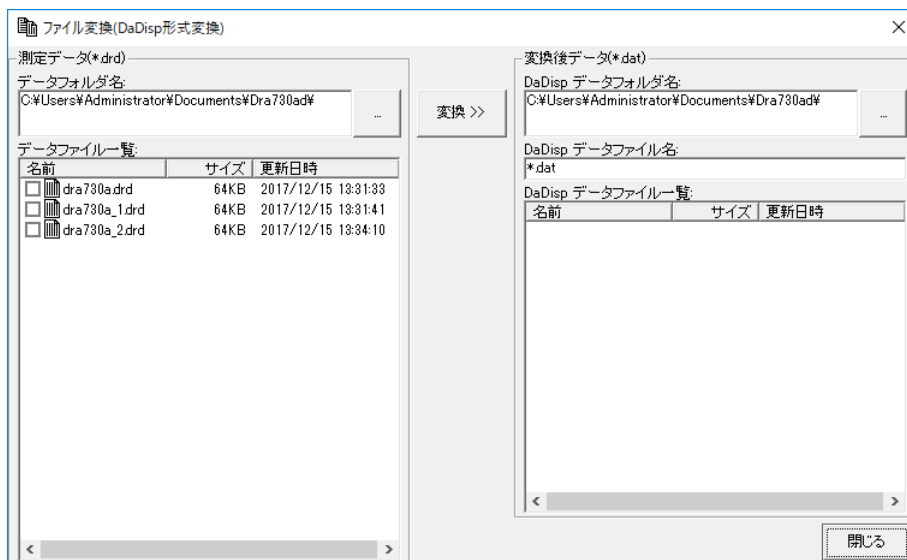 ファイル変換(DaDisp形式変換)
測定データ(*.drd)
データフォルダ名:
C:¥Users¥Administrator¥Documents¥Dra730ad¥
...
データファイル一覧:
名前 サイズ 更新日時
dra730a.drd 64KB 2017/12/15 13:31:33
dra730a_1.drd 64KB 2017/12/15 13:31:41
dra730a_2.drd 64KB 2017/12/15 13:34:10
変換 >>
変換後データ(*.dat)
DaDisp データフォルダ名:
C:¥Users¥Administrator¥Documents¥Dra730ad¥
...
DaDisp データファイル名:
*.dat
DaDisp データファイル一覧:
名前 サイズ 更新日時
閉じる